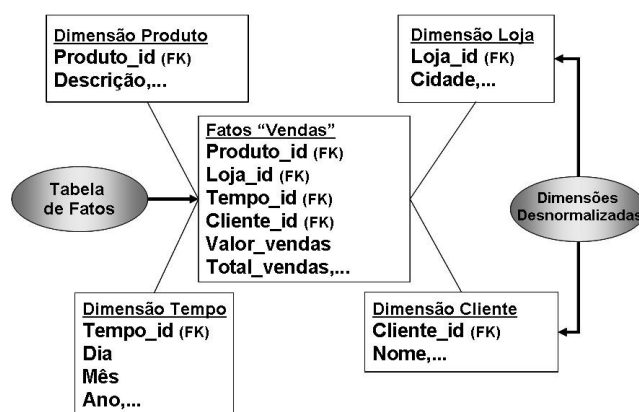 Dimensão Produto
Produto_id (FK)
Descrição,...
Dimensão Loja
Loja_id (FK)
Cidade,...
Fatos “Vendas”
Produto_id (FK)
Loja_id (FK)
Tempo_id (FK)
Cliente_id (FK)
Valor_vendas
Total_vendas,...
Tabela
de Fatos
Dimensões
Desnormalizadas
Dimensão Tempo
Tempo_id (FK)
Dia
Mês
Ano,...
Dimensão Cliente
Cliente_id (FK)
Nome,...